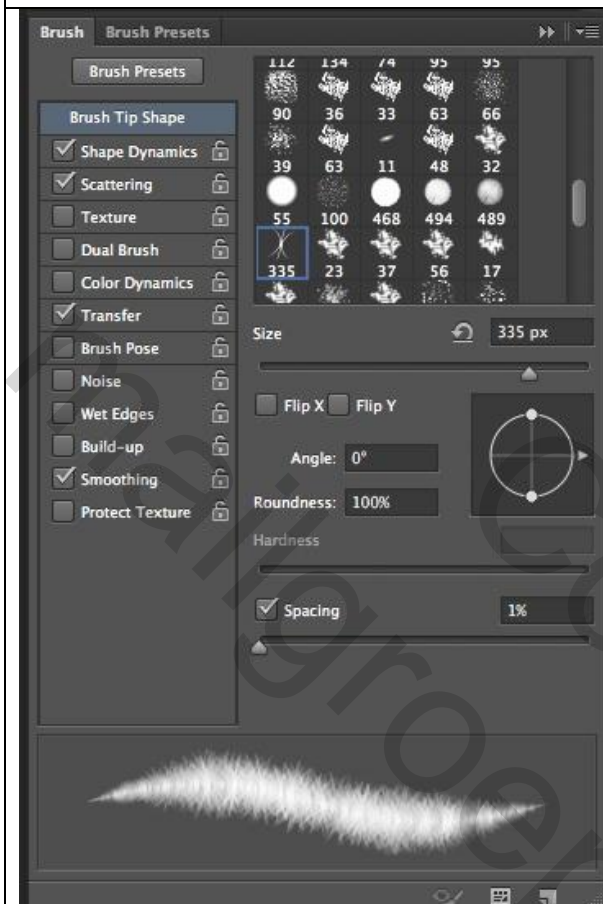 Brush Brush Presets
Brush Presets
Brush Tip Shape
Shape Dynamics
Scattering
Texture
Dual Brush
Color Dynamics
Transfer
Brush Pose
Noise
Wet Edges
Build-up
Smoothing
Protect Texture
112 134 74 95 95
90 36 33 63 66
39 63 11 48 32
55 100 468 494 489
335 23 37 56 17
Size 335 px
Flip X Flip Y
Angle: 0°
Roundness: 100%
Hardness
Spacing 1%